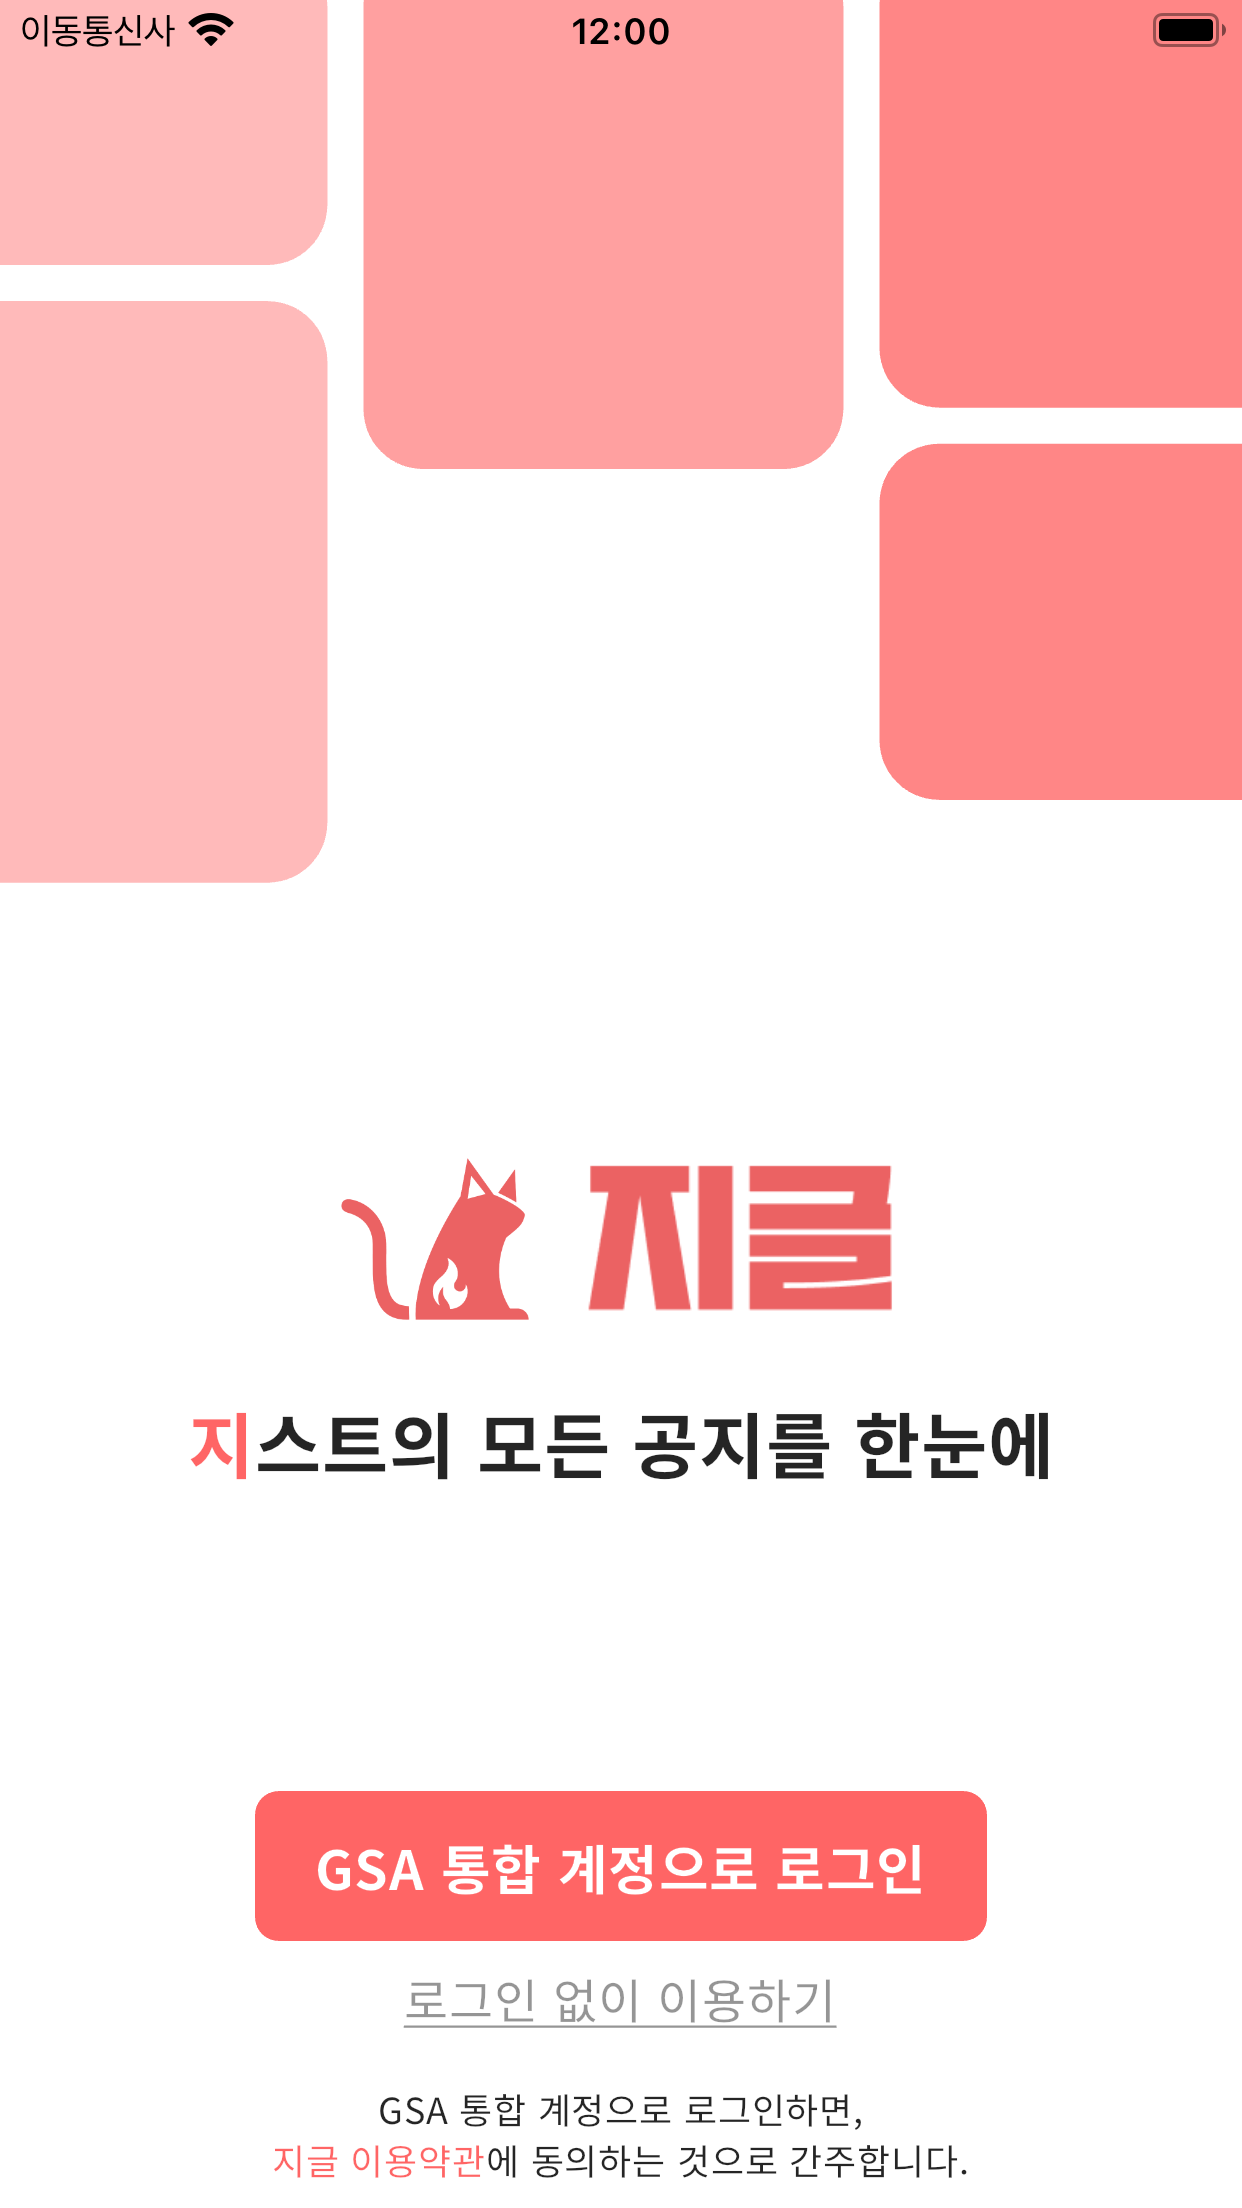 이동통신사 12:00
지글
지스트의 모든 공지를 한눈에
GSA 통합 계정으로 로그인
로그인 없이 이용하기
GSA 통합 계정으로 로그인하면,
지글 이용약관에 동의하는 것으로 간주합니다.